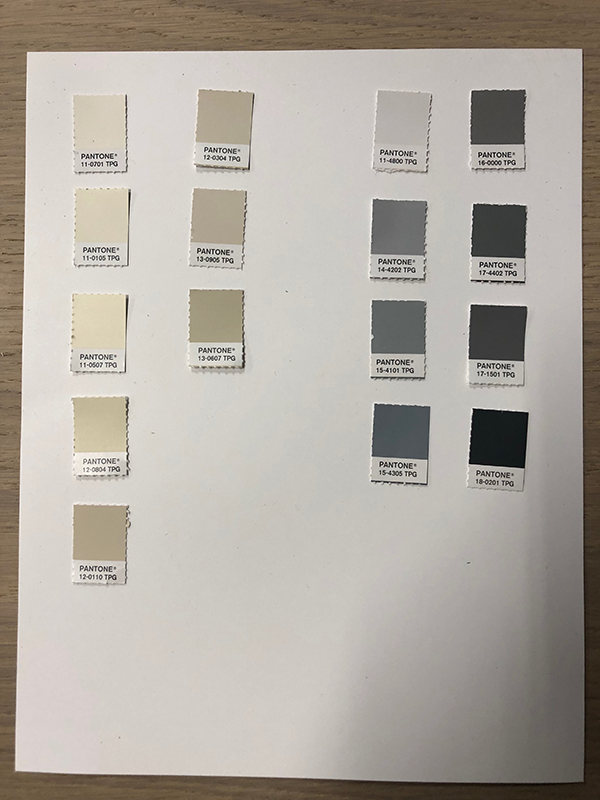 PANTONE®
11-0701 TPG
PANTONE®
12-0304 TPG
PANTONE®
11-4800 TPG
PANTONE®
16-0000 TPG
PANTONE®
11-0105 TPG
PANTONE®
13-0905 TPG
PANTONE®
14-4202 TPG
PANTONE®
17-4402 TPG
PANTONE®
11-0507 TPG
PANTONE®
13-0607 TPG
PANTONE®
15-4101 TPG
PANTONE®
17-1501 TPG
PANTONE®
12-0804 TPG
PANTONE®
15-4305 TPG
PANTONE®
18-0201 TPG
PANTONE®
12-0110 TPG